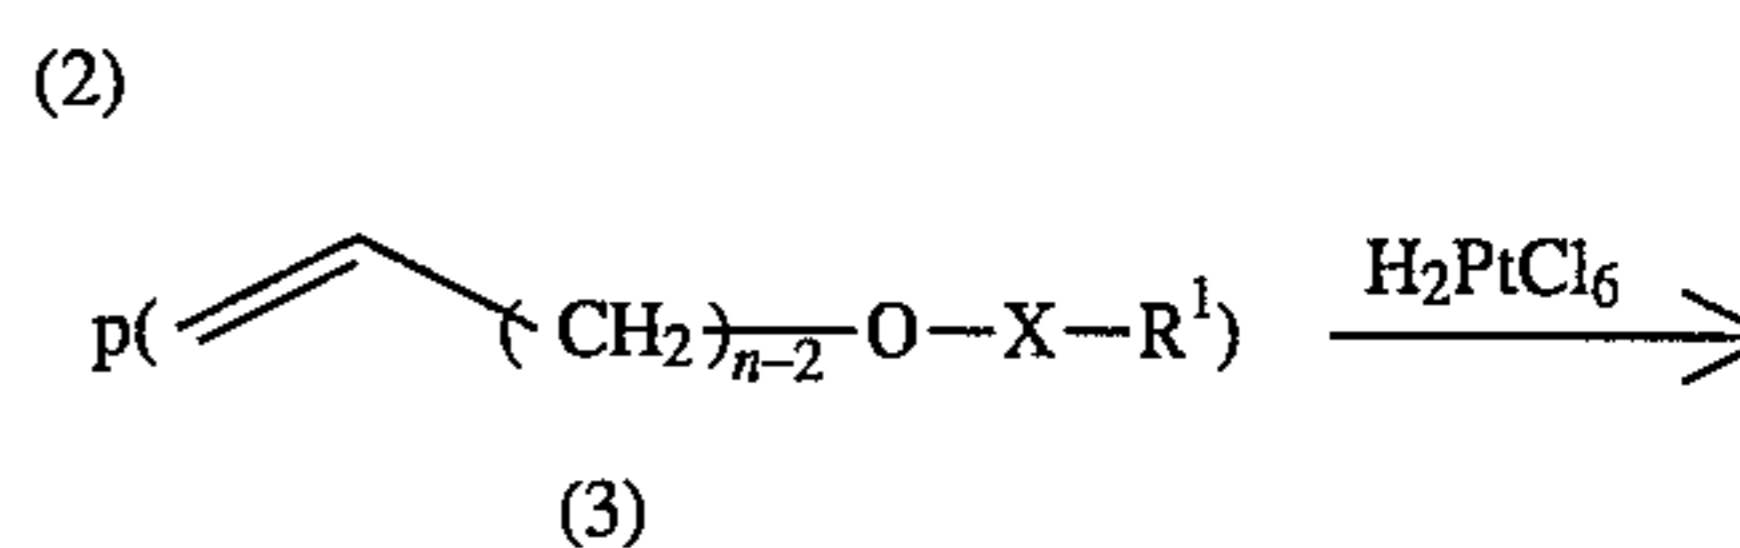 (2)
H2PtCl6
p( ( CH2 )n–2 O—X—R1)
(3)